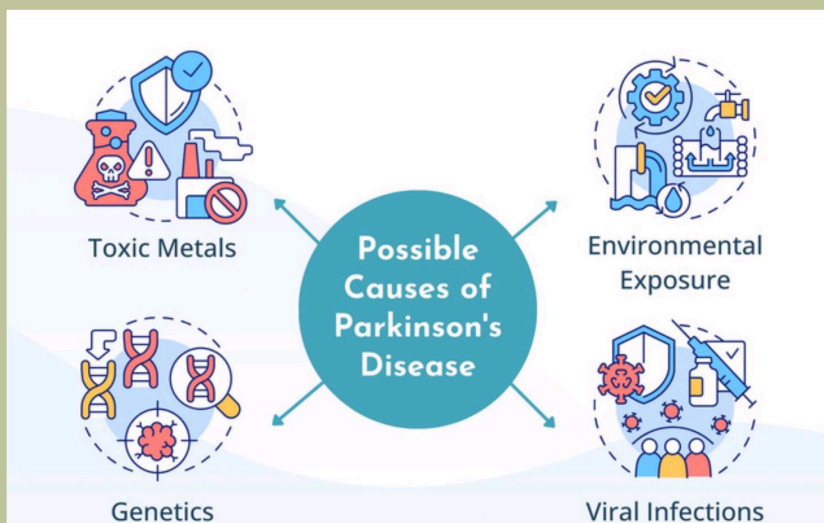 Toxic Metals
Possible
Causes of
Parkinson's
Disease
Environmental
Exposure
Genetics
Viral Infections